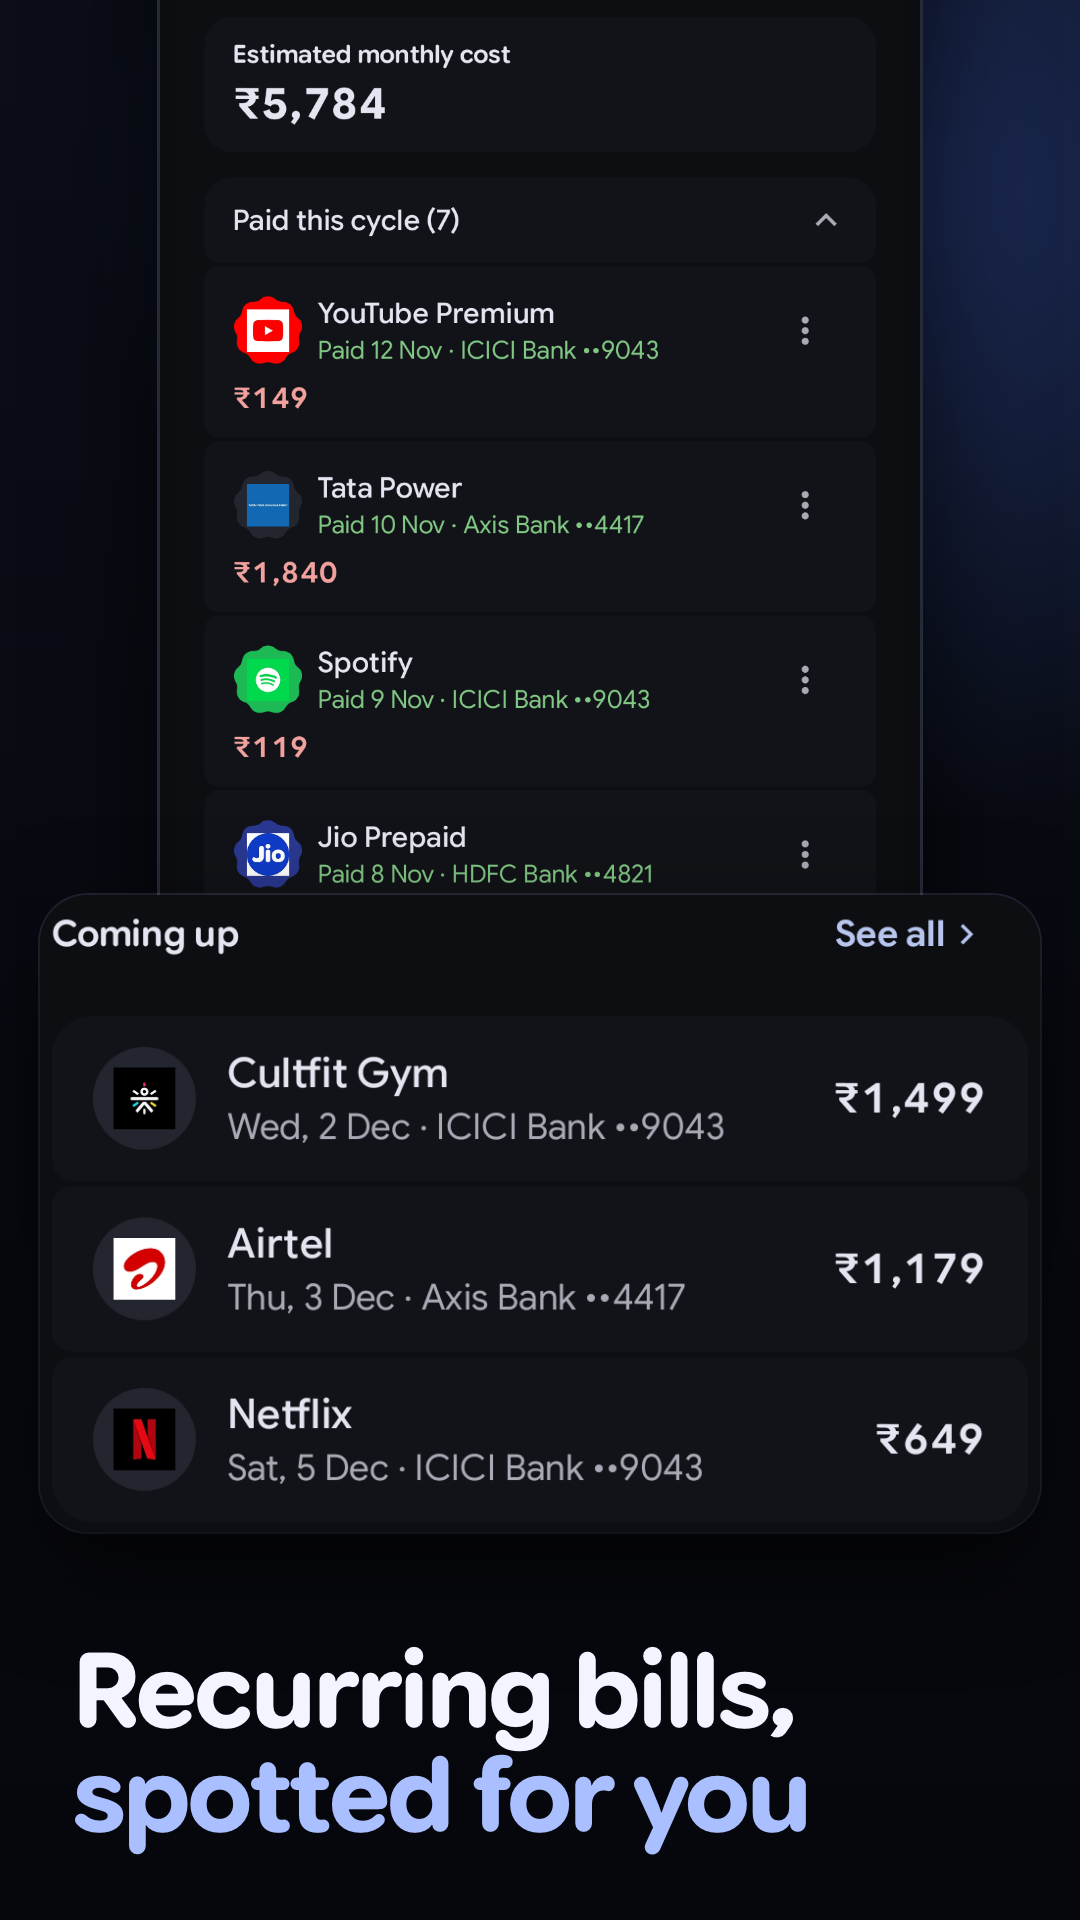 Estimated monthly cost
₹5,784
Paid this cycle (7)
YouTube Premium
Paid 12 Nov · ICICI Bank ••9043
₹149
Tata Power
Paid 10 Nov · Axis Bank ••4417
₹1,840
Spotify
Paid 9 Nov · ICICI Bank ••9043
₹119
Jio
Jio Prepaid
Paid 8 Nov · HDFC Bank ••4821
Coming up
See all
Cultfit Gym
Wed, 2 Dec · ICICI Bank ••9043
₹1,499
Airtel
Thu, 3 Dec · Axis Bank ••4417
₹1,179
N
Netflix
Sat, 5 Dec · ICICI Bank ••9043
₹649
Recurring bills,
spotted for you